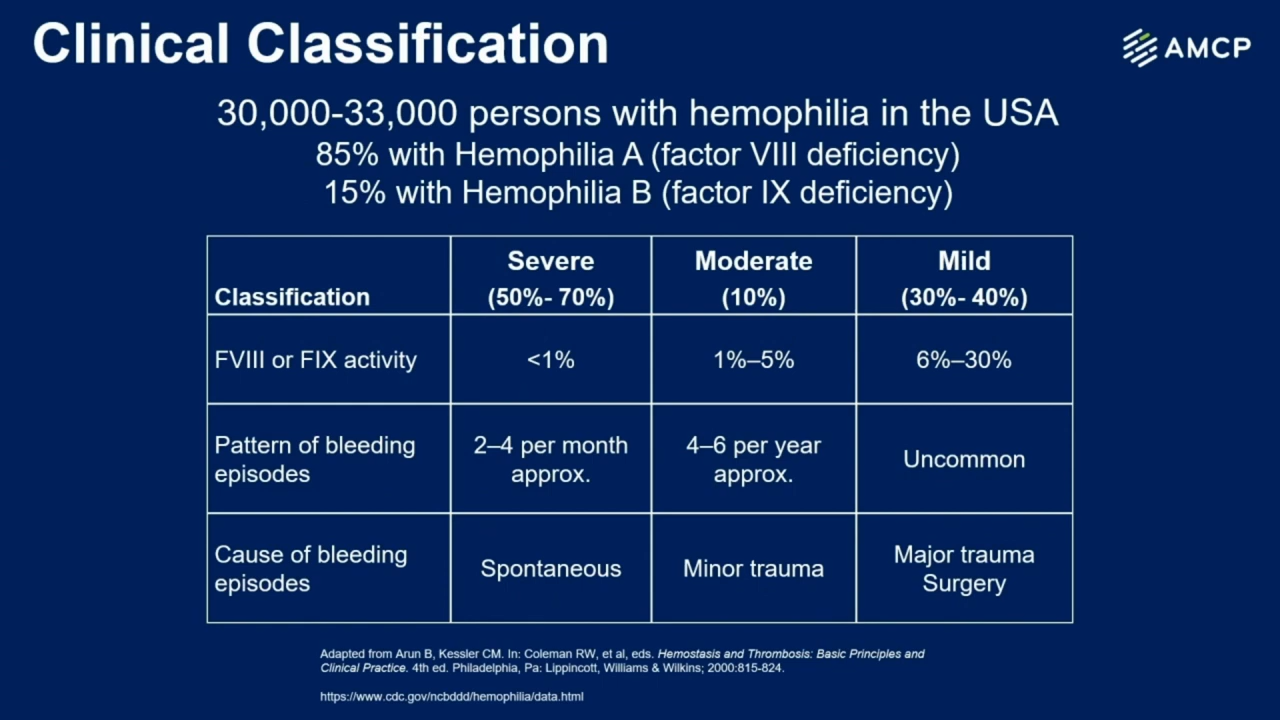 Clinical Classification
AMCP
30,000-33,000 persons with hemophilia in the USA
85% with Hemophilia A (factor VIII deficiency)
15% with Hemophilia B (factor IX deficiency)
Classification
Severe
(50%- 70%)
Moderate
(10%)
Mild
(30%- 40%)
FVIII or FIX activity
<1%
1%–5%
6%–30%
Pattern of bleeding
episodes
2–4 per month
approx.
4–6 per year
approx.
Uncommon
Cause of bleeding
episodes
Spontaneous
Minor trauma
Major trauma
Surgery
Adapted from Arun B, Kessler CM. In: Coleman RW, et al, eds. Hemostasis and Thrombosis: Basic Principles and
Clinical Practice. 4th ed. Philadelphia, Pa: Lippincott, Williams & Wilkins; 2000:815-824.
https://www.cdc.gov/ncbddd/hemophilia/data.html